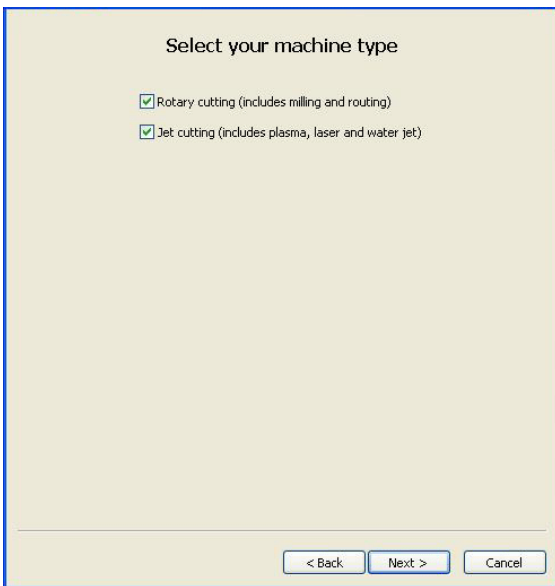 Select your machine type
Rotary cutting (includes milling and routing)
Jet cutting (includes plasma, laser and water jet)
< Back Next > Cancel